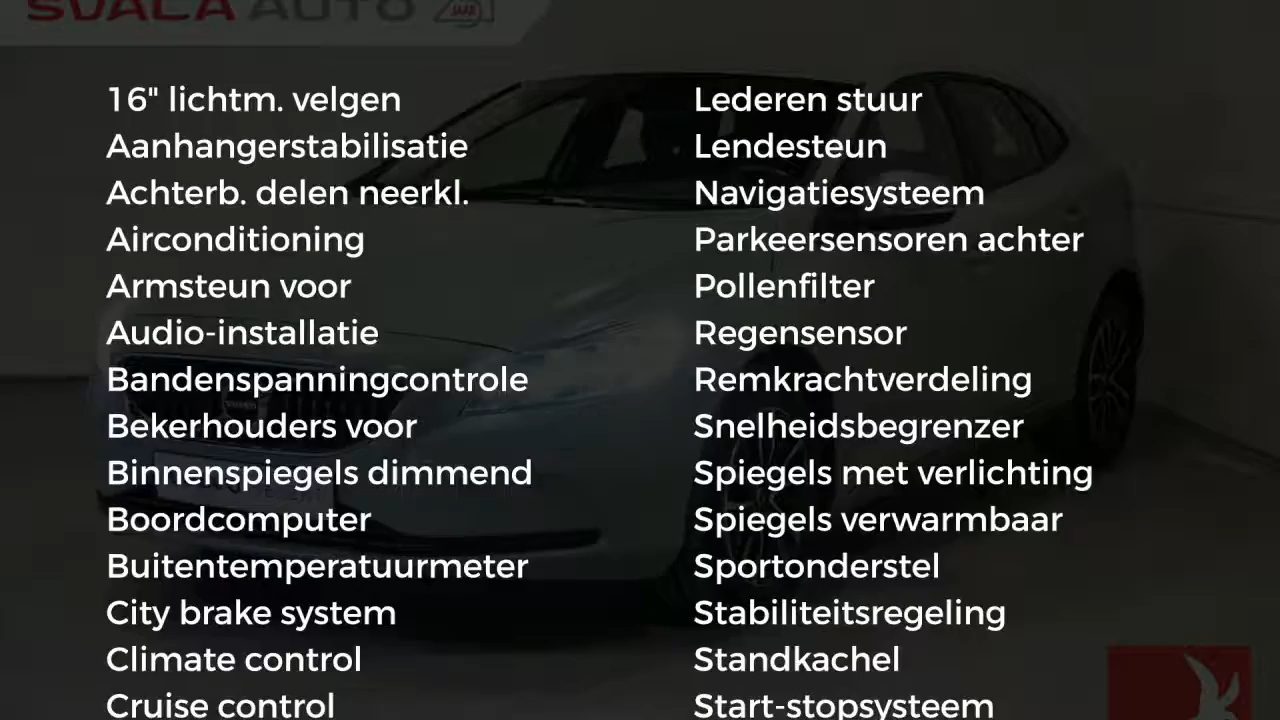 SVALA AUTO
16" lichtm. velgen
Aanhangerstabilisatie
Achterb. delen neerkl.
Airconditioning
Armsteun voor
Audio-installatie
Bandenspanningcontrole
Bekerhouders voor
Binnenspiegels dimmend
Boordcomputer
Buitentemperatuurmeter
City brake system
Climate control
Cruise control
Lederen stuur
Lendesteun
Navigatiesysteem
Parkeersensoren achter
Pollenfilter
Regensensor
Remkrachtverdeling
Snelheidsbegrenzer
Spiegels met verlichting
Spiegels verwarmbaar
Sportonderstel
Stabiliteitsregeling
Standkachel
Start-stopsysteem